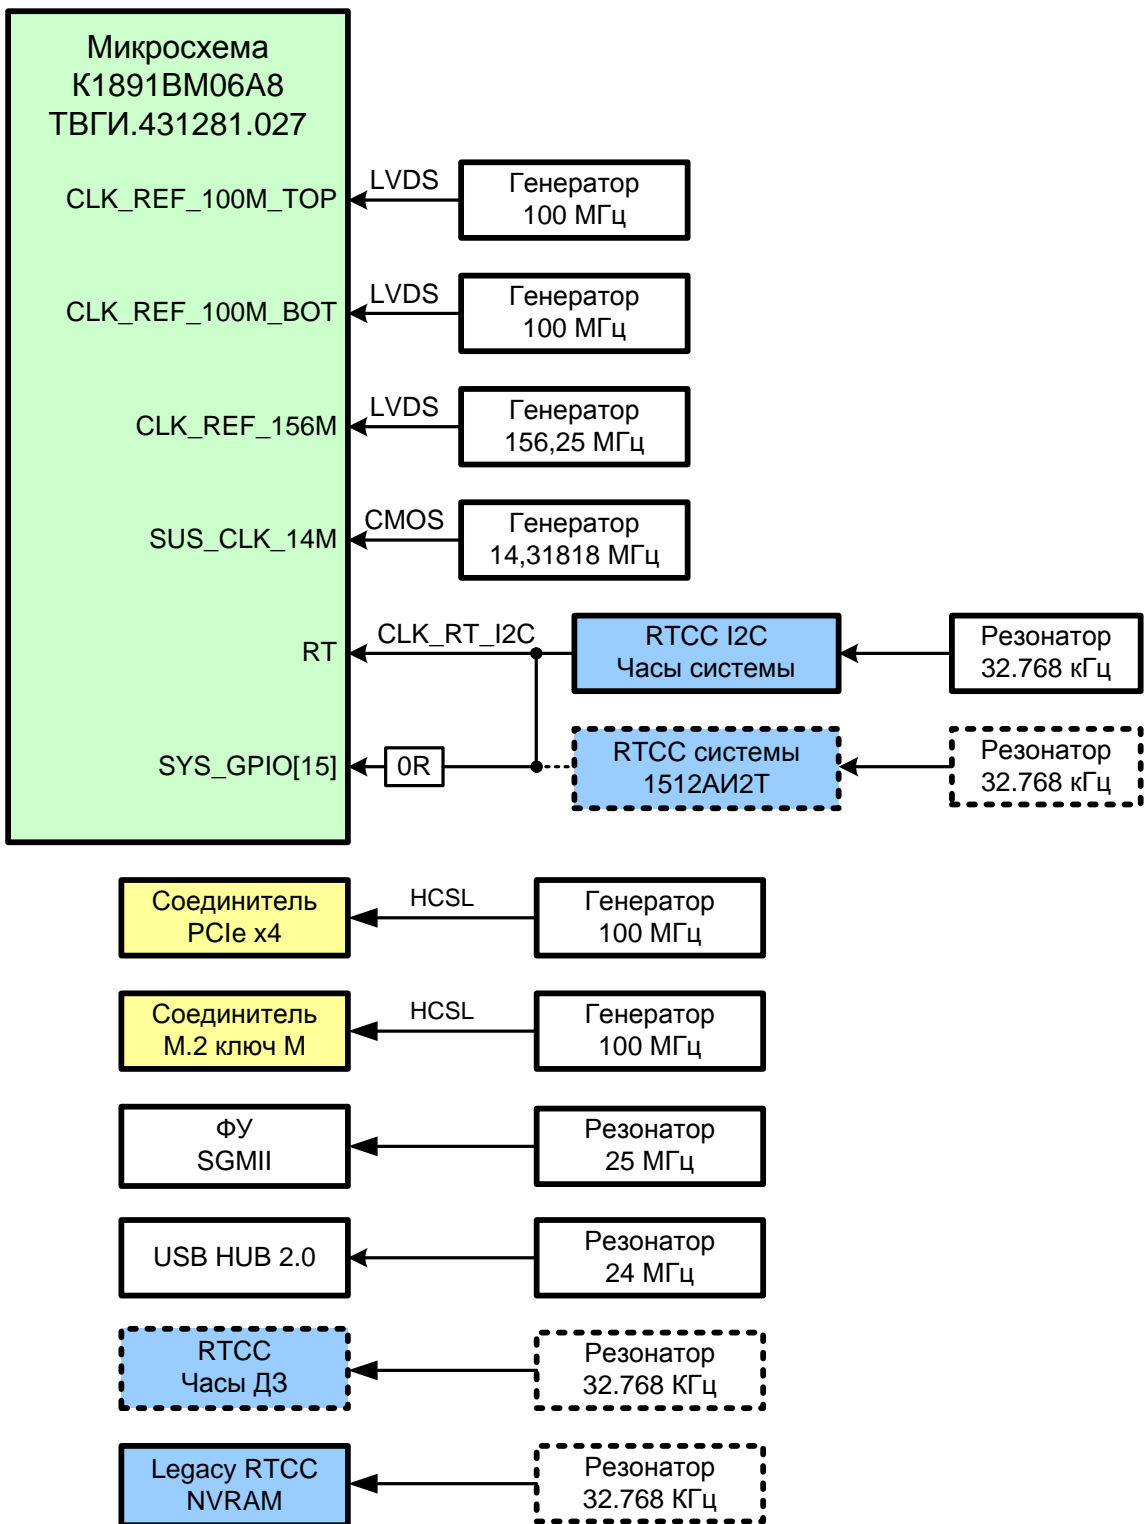 Микросхема
К1891ВМ06А8
ТВГИ.431281.027
CLK_REF_100M_TOP
LVDS
Генератор
100 МГц
CLK_REF_100M_BOT
LVDS
Генератор
100 МГц
CLK_REF_156M
LVDS
Генератор
156,25 МГц
SUS_CLK_14M
CMOS
Генератор
14,31818 МГц
RT
CLK_RT_I2C
RTCC I2C
Часы системы
Резонатор
32.768 кГц
SYS_GPIO[15]
0R
RTCC системы
1512АИ2Т
Резонатор
32.768 кГц
Соединитель
PCIe x4
HCSL
Генератор
100 МГц
Соединитель
M.2 ключ M
HCSL
Генератор
100 МГц
ФУ
SGMII
Резонатор
25 МГц
USB HUB 2.0
Резонатор
24 МГц
RTCC
Часы ДЗ
Резонатор
32.768 КГц
Legacy RTCC
NVRAM
Резонатор
32.768 КГц